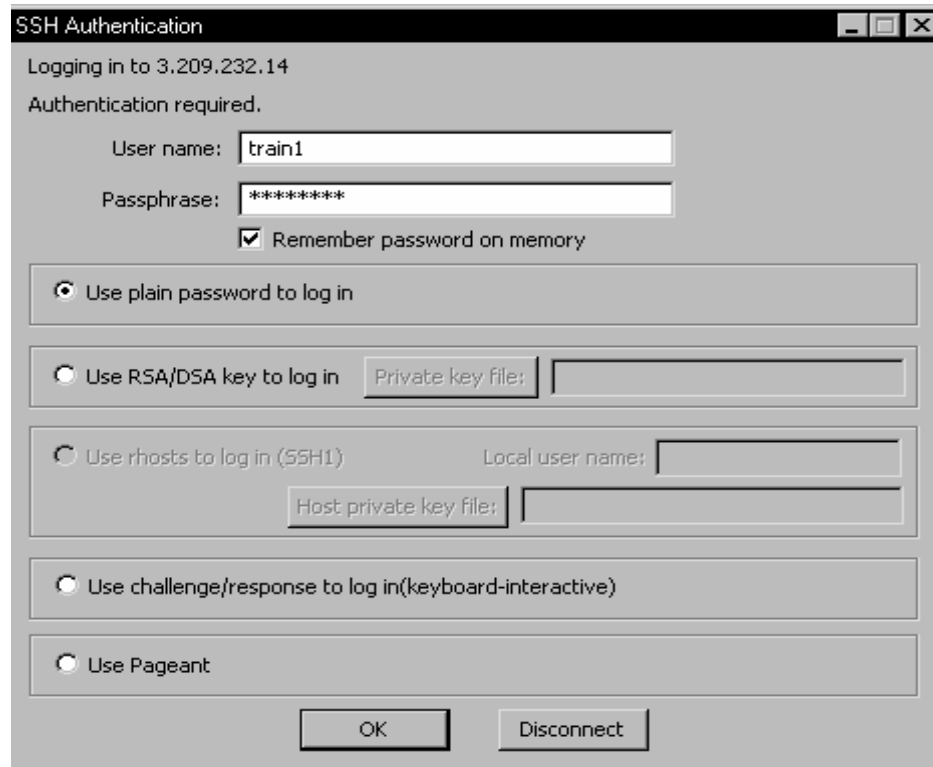 SSH Authentication
Logging in to 3.209.232.14
Authentication required.
User name: train1
Passphrase: ********
Remember password on memory
Use plain password to log in
Use RSA/DSA key to log in Private key file:
Use rhosts to log in (SSH1) Local user name:
Host private key file:
Use challenge/response to log in(keyboard-interactive)
Use Pageant
OK Disconnect